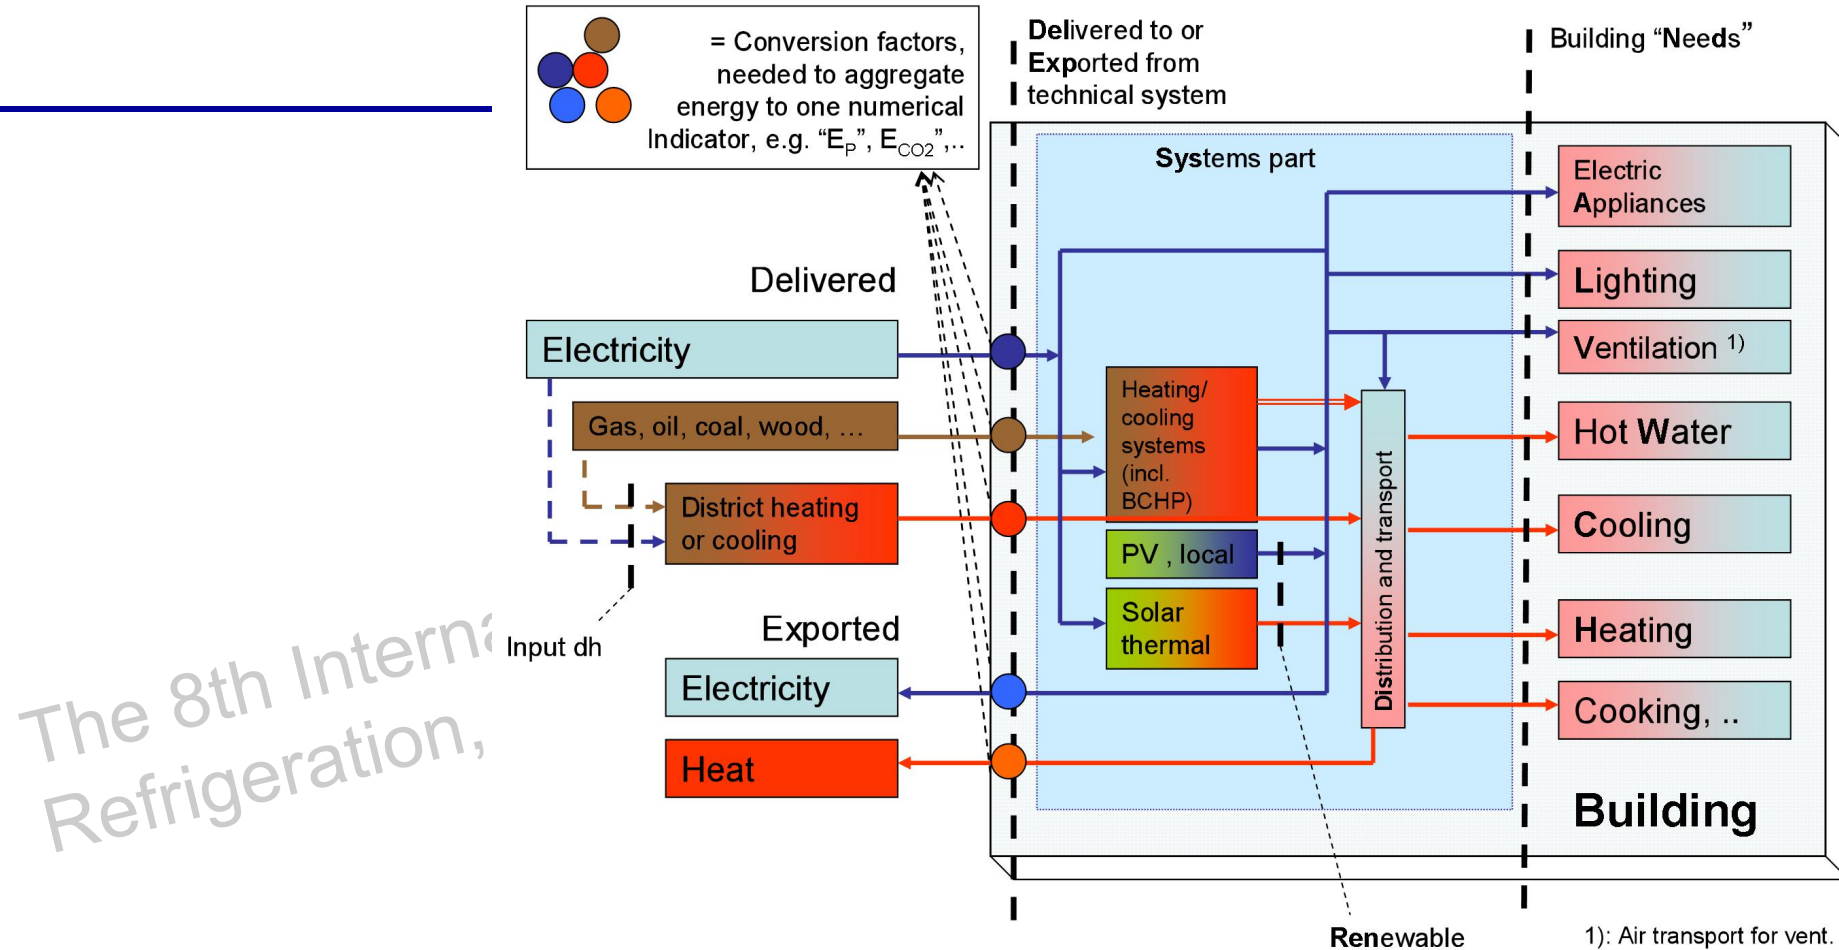 = Conversion factors,
needed to aggregate
energy to one numerical
Indicator, e.g. “EP”, ECO2”,..
Delivered to or
Exported from
technical system
Building “Needs”
Systems part
Delivered
Electricity
Gas, oil, coal, wood, …
District heating
or cooling
Input dh
Exported
Electricity
Heat
Heating/
cooling
systems
(incl.
BCHP)
PV , local
Solar
thermal
Distribution and transport
Electric
Appliances
Lighting
Ventilation 1)
Hot Water
Cooling
Heating
Cooking, ..
Building
Renewable
1): Air transport for vent.
The 8th
Refrigeration,